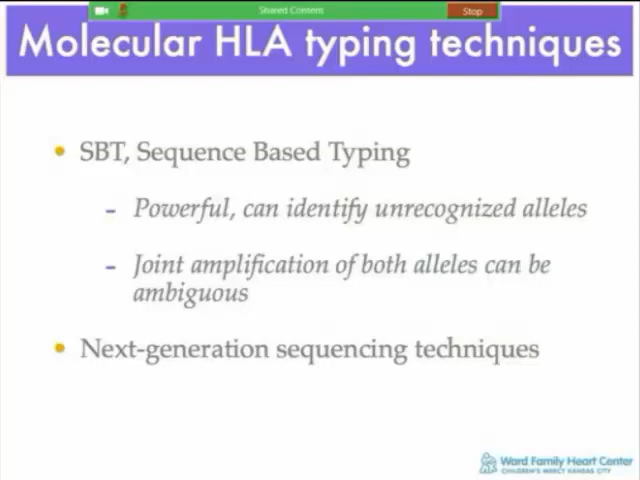 Shared Content
Stop
Molecular HLA typing techniques
• SBT, Sequence Based Typing
- Powerful, can identify unrecognized alleles
- Joint amplification of both alleles can be
ambiguous
• Next-generation sequencing techniques
Ward Family Heart Center
CHILDREN'S MERCY KANSAS CITY